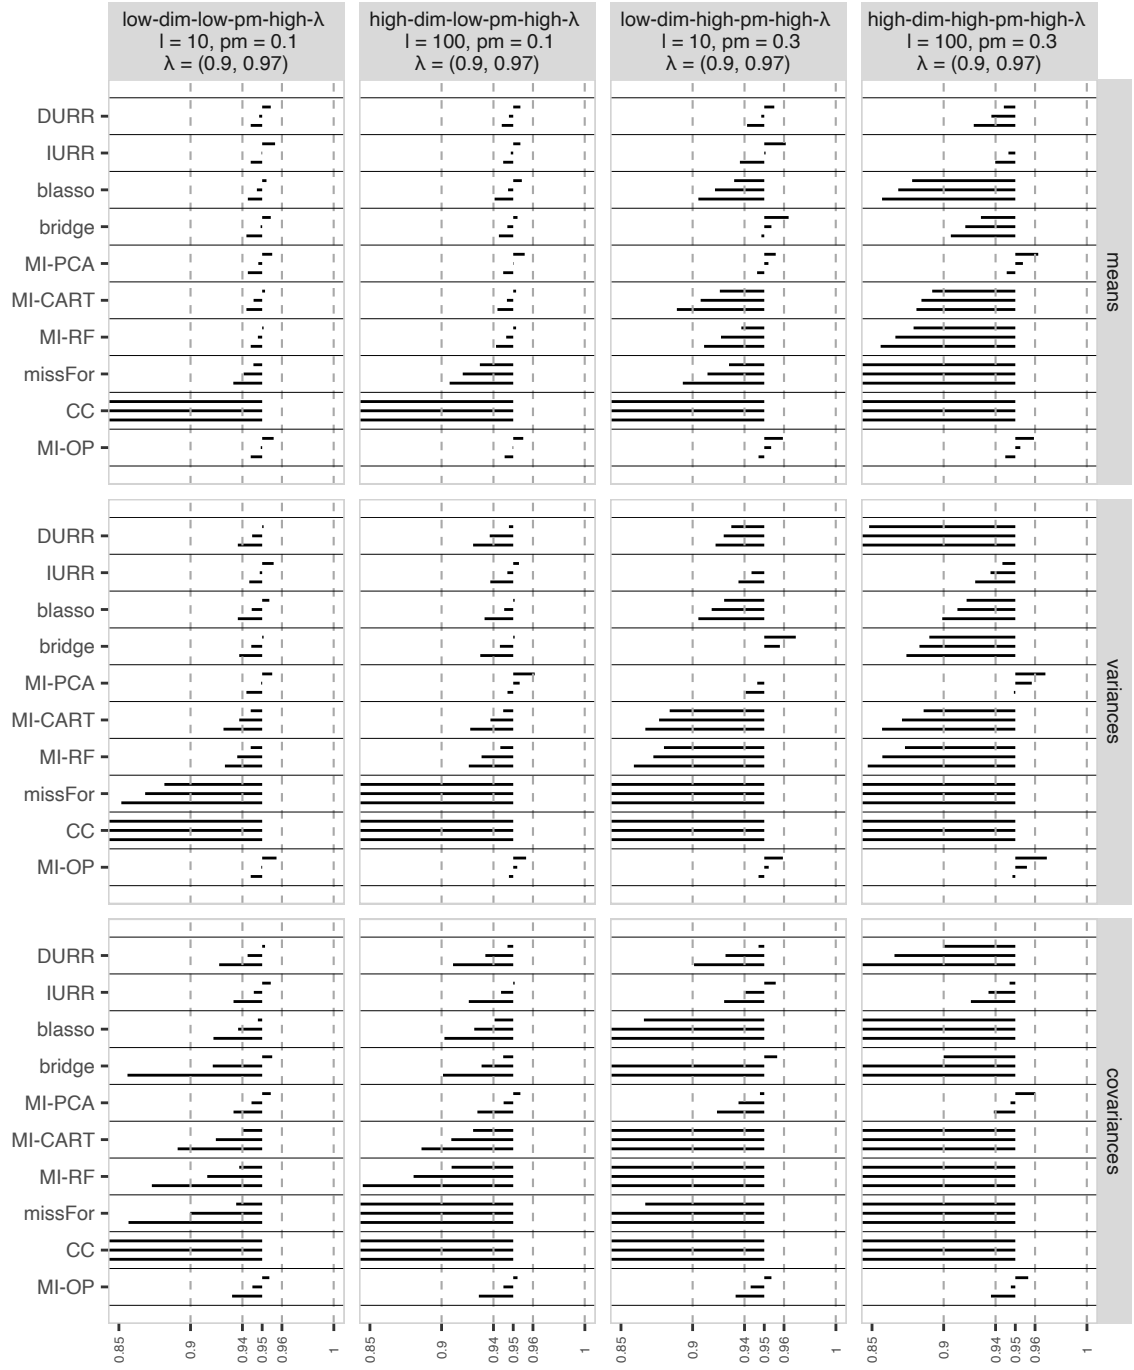 low-dim-low-pm-high-λ
l = 10, pm = 0.1
λ = (0.9, 0.97)
high-dim-low-pm-high-λ
l = 100, pm = 0.1
λ = (0.9, 0.97)
low-dim-high-pm-high-λ
l = 10, pm = 0.3
λ = (0.9, 0.97)
high-dim-high-pm-high-λ
l = 100, pm = 0.3
λ = (0.9, 0.97)
DURR
IURR
blasso
bridge
MI-PCA
MI-CART
MI-RF
missFor
CC
MI-OP
means
DURR
IURR
blasso
bridge
MI-PCA
MI-CART
MI-RF
missFor
CC
MI-OP
variances
DURR
IURR
blasso
bridge
MI-PCA
MI-CART
MI-RF
missFor
CC
MI-OP
covariances
0.85
0.9
0.94
0.95
0.96
1
0.85
0.9
0.94
0.95
0.96
1
0.85
0.9
0.94
0.95
0.96
1
0.85
0.9
0.94
0.95
0.96
1